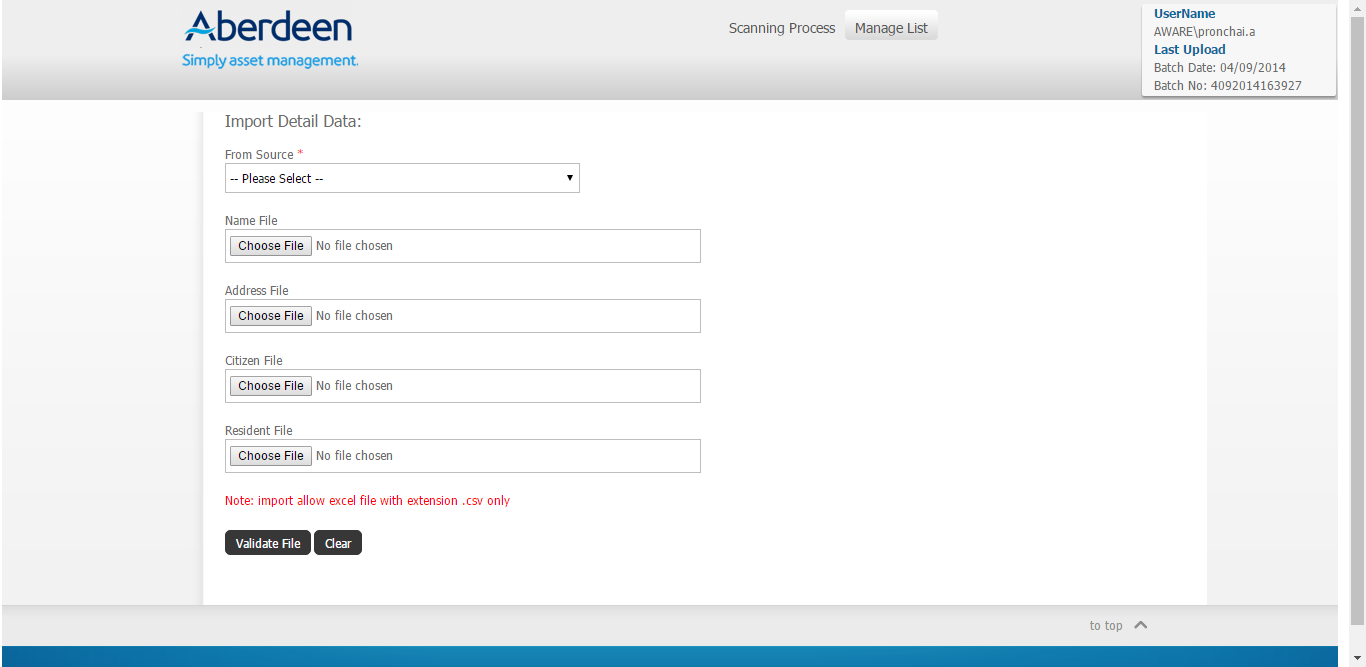 Aberdeen
Simply asset management.
Scanning Process
Manage List
UserName
AWARE\pronchai.a
Last Upload
Batch Date: 04/09/2014
Batch No: 4092014163927
Import Detail Data:
From Source *
-- Please Select --
Name File
Choose File No file chosen
Address File
Choose File No file chosen
Citizen File
Choose File No file chosen
Resident File
Choose File No file chosen
Note: import allow excel file with extension .csv only
Validate File Clear
to top